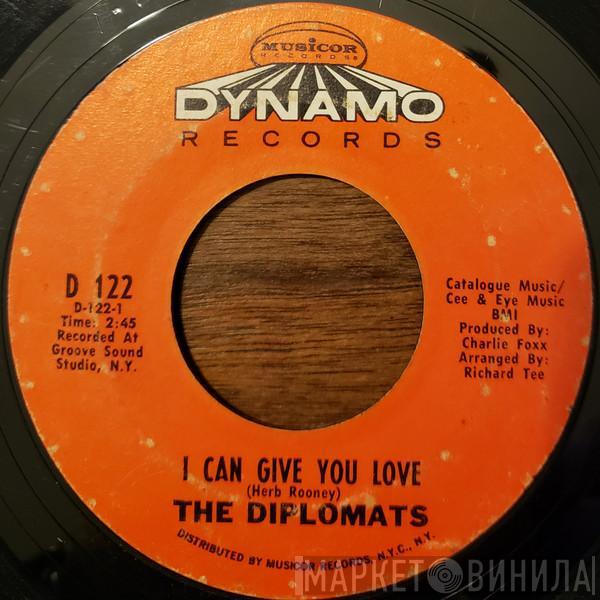 MUSICOR
RECORDS
DYNAMO
RECORDS
D 122
D-122-1
Time: 2:45
Recorded At
Groove Sound
Studio, N.Y.
Catalogue Music/
Cee & Eye Music
BMI
Produced By:
Charlie Foxx
Arranged By:
Richard Tee
I CAN GIVE YOU LOVE
(Herb Rooney)
THE DIPLOMATS
DISTRIBUTED BY MUSICOR RECORDS, N.Y.C., N.Y.
МАРКЕТ ВИНИЛА